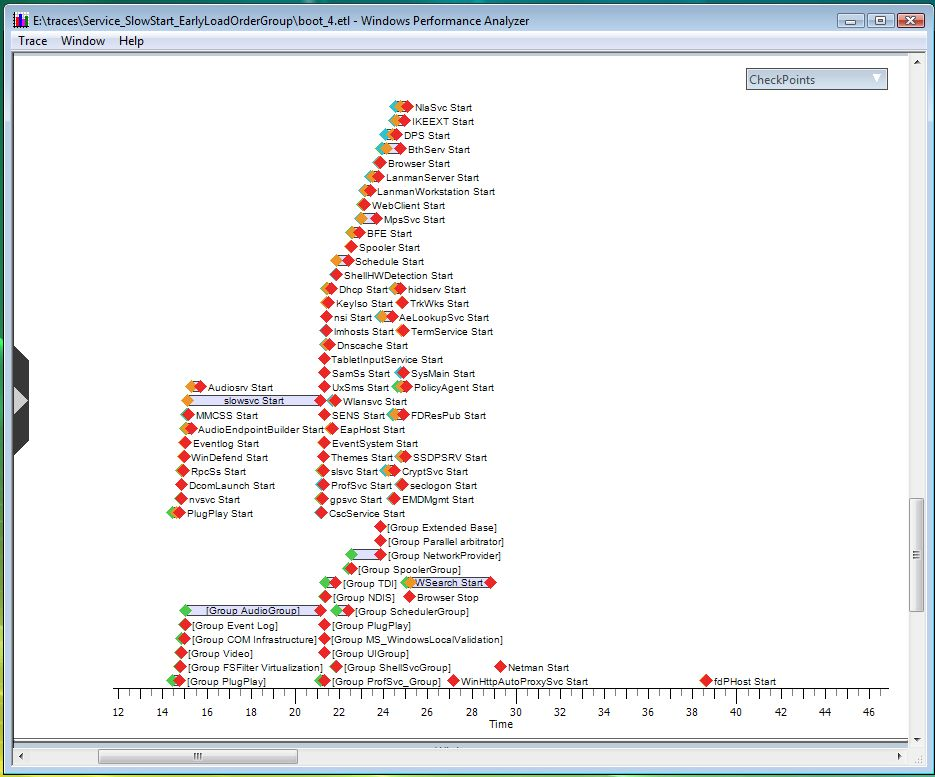 E:\traces\Service_SlowStart_EarlyLoadOrderGroup\boot_4.etl - Windows Performance Analyzer
Trace Window Help
CheckPoints
NlaSvc Start
IKEEXT Start
DPS Start
BthServ Start
Browser Start
LanmanServer Start
LanmanWorkstation Start
WebClient Start
MpsSvc Start
BFE Start
Spooler Start
Schedule Start
ShellHWDetection Start
Dhcp Start hidserv Start
KeyIso Start TrkWks Start
nsi Start AeLookupSvc Start
lmhosts Start TermService Start
Dnscache Start
TabletInputService Start
SamSs Start SysMain Start
Audiosrv Start UxSms Start PolicyAgent Start
slowsvc Start Wlansvc Start
MMCSS Start SENS Start FDResPub Start
AudioEndpointBuilder Start EapHost Start
Eventlog Start EventSystem Start
WinDefend Start Themes Start SSDPSRV Start
RpcSs Start slsvc Start CryptSvc Start
DcomLaunch Start ProfSvc Start seclogon Start
nvsvc Start gpsvc Start EMDMgmt Start
PlugPlay Start CscService Start
[Group Extended Base]
[Group Parallel arbitrator]
[Group NetworkProvider]
[Group SpoolerGroup]
[Group TDI] WSearch Start
[Group NDIS] Browser Stop
[Group AudioGroup] [Group SchedulerGroup]
[Group Event Log] [Group PlugPlay]
[Group COM Infrastructure] [Group MS_WindowsLocalValidation]
[Group Video] [Group UIGroup]
[Group FSFilter Virtualization] [Group ShellSvcGroup] Netman Start
[Group PlugPlay] [Group ProfSvc_Group] WinHttpAutoProxySvc Start fdPHost Start
12 14 16 18 20 22 24 26 28 30 32 34 36 38 40 42 44 46
Time